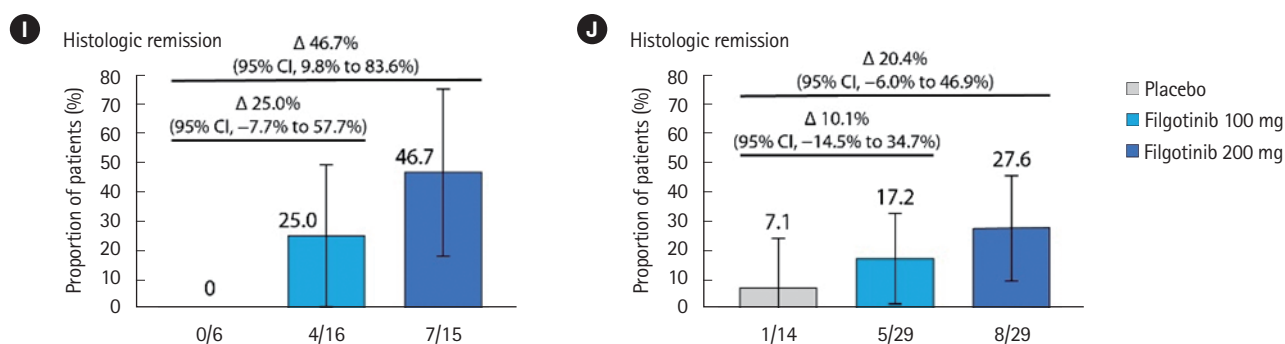 I Histologic remission
Δ 46.7%
(95% CI, 9.8% to 83.6%)
Δ 25.0%
(95% CI, −7.7% to 57.7%)
Proportion of patients (%)
80
70
60
50
40
30
20
10
0
0
25.0
46.7
0/6 4/16 7/15
J Histologic remission
Δ 20.4%
(95% CI, −6.0% to 46.9%)
Δ 10.1%
(95% CI, −14.5% to 34.7%)
Proportion of patients (%)
80
70
60
50
40
30
20
10
0
7.1
17.2
27.6
1/14 5/29 8/29
Placebo
Filgotinib 100 mg
Filgotinib 200 mg